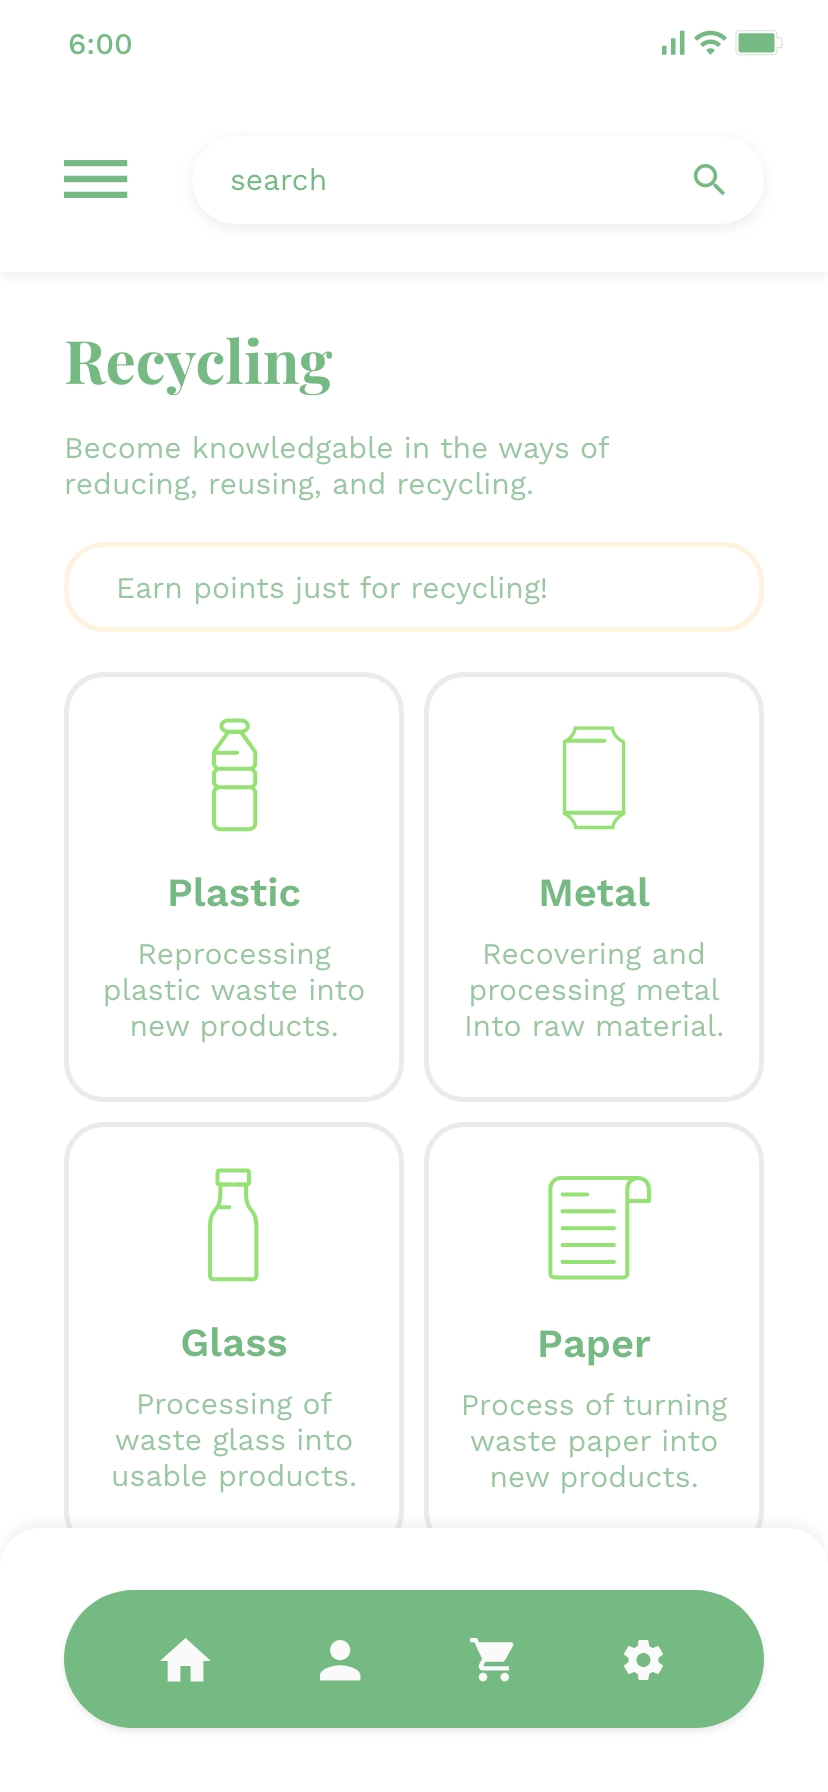 6:00
search
Recycling
Become knowledgable in the ways of
reducing, reusing, and recycling.
Earn points just for recycling!
Plastic
Reprocessing
plastic waste into
new products.
Metal
Recovering and
processing metal
Into raw material.
Glass
Processing of
waste glass into
usable products.
Paper
Process of turning
waste paper into
new products.